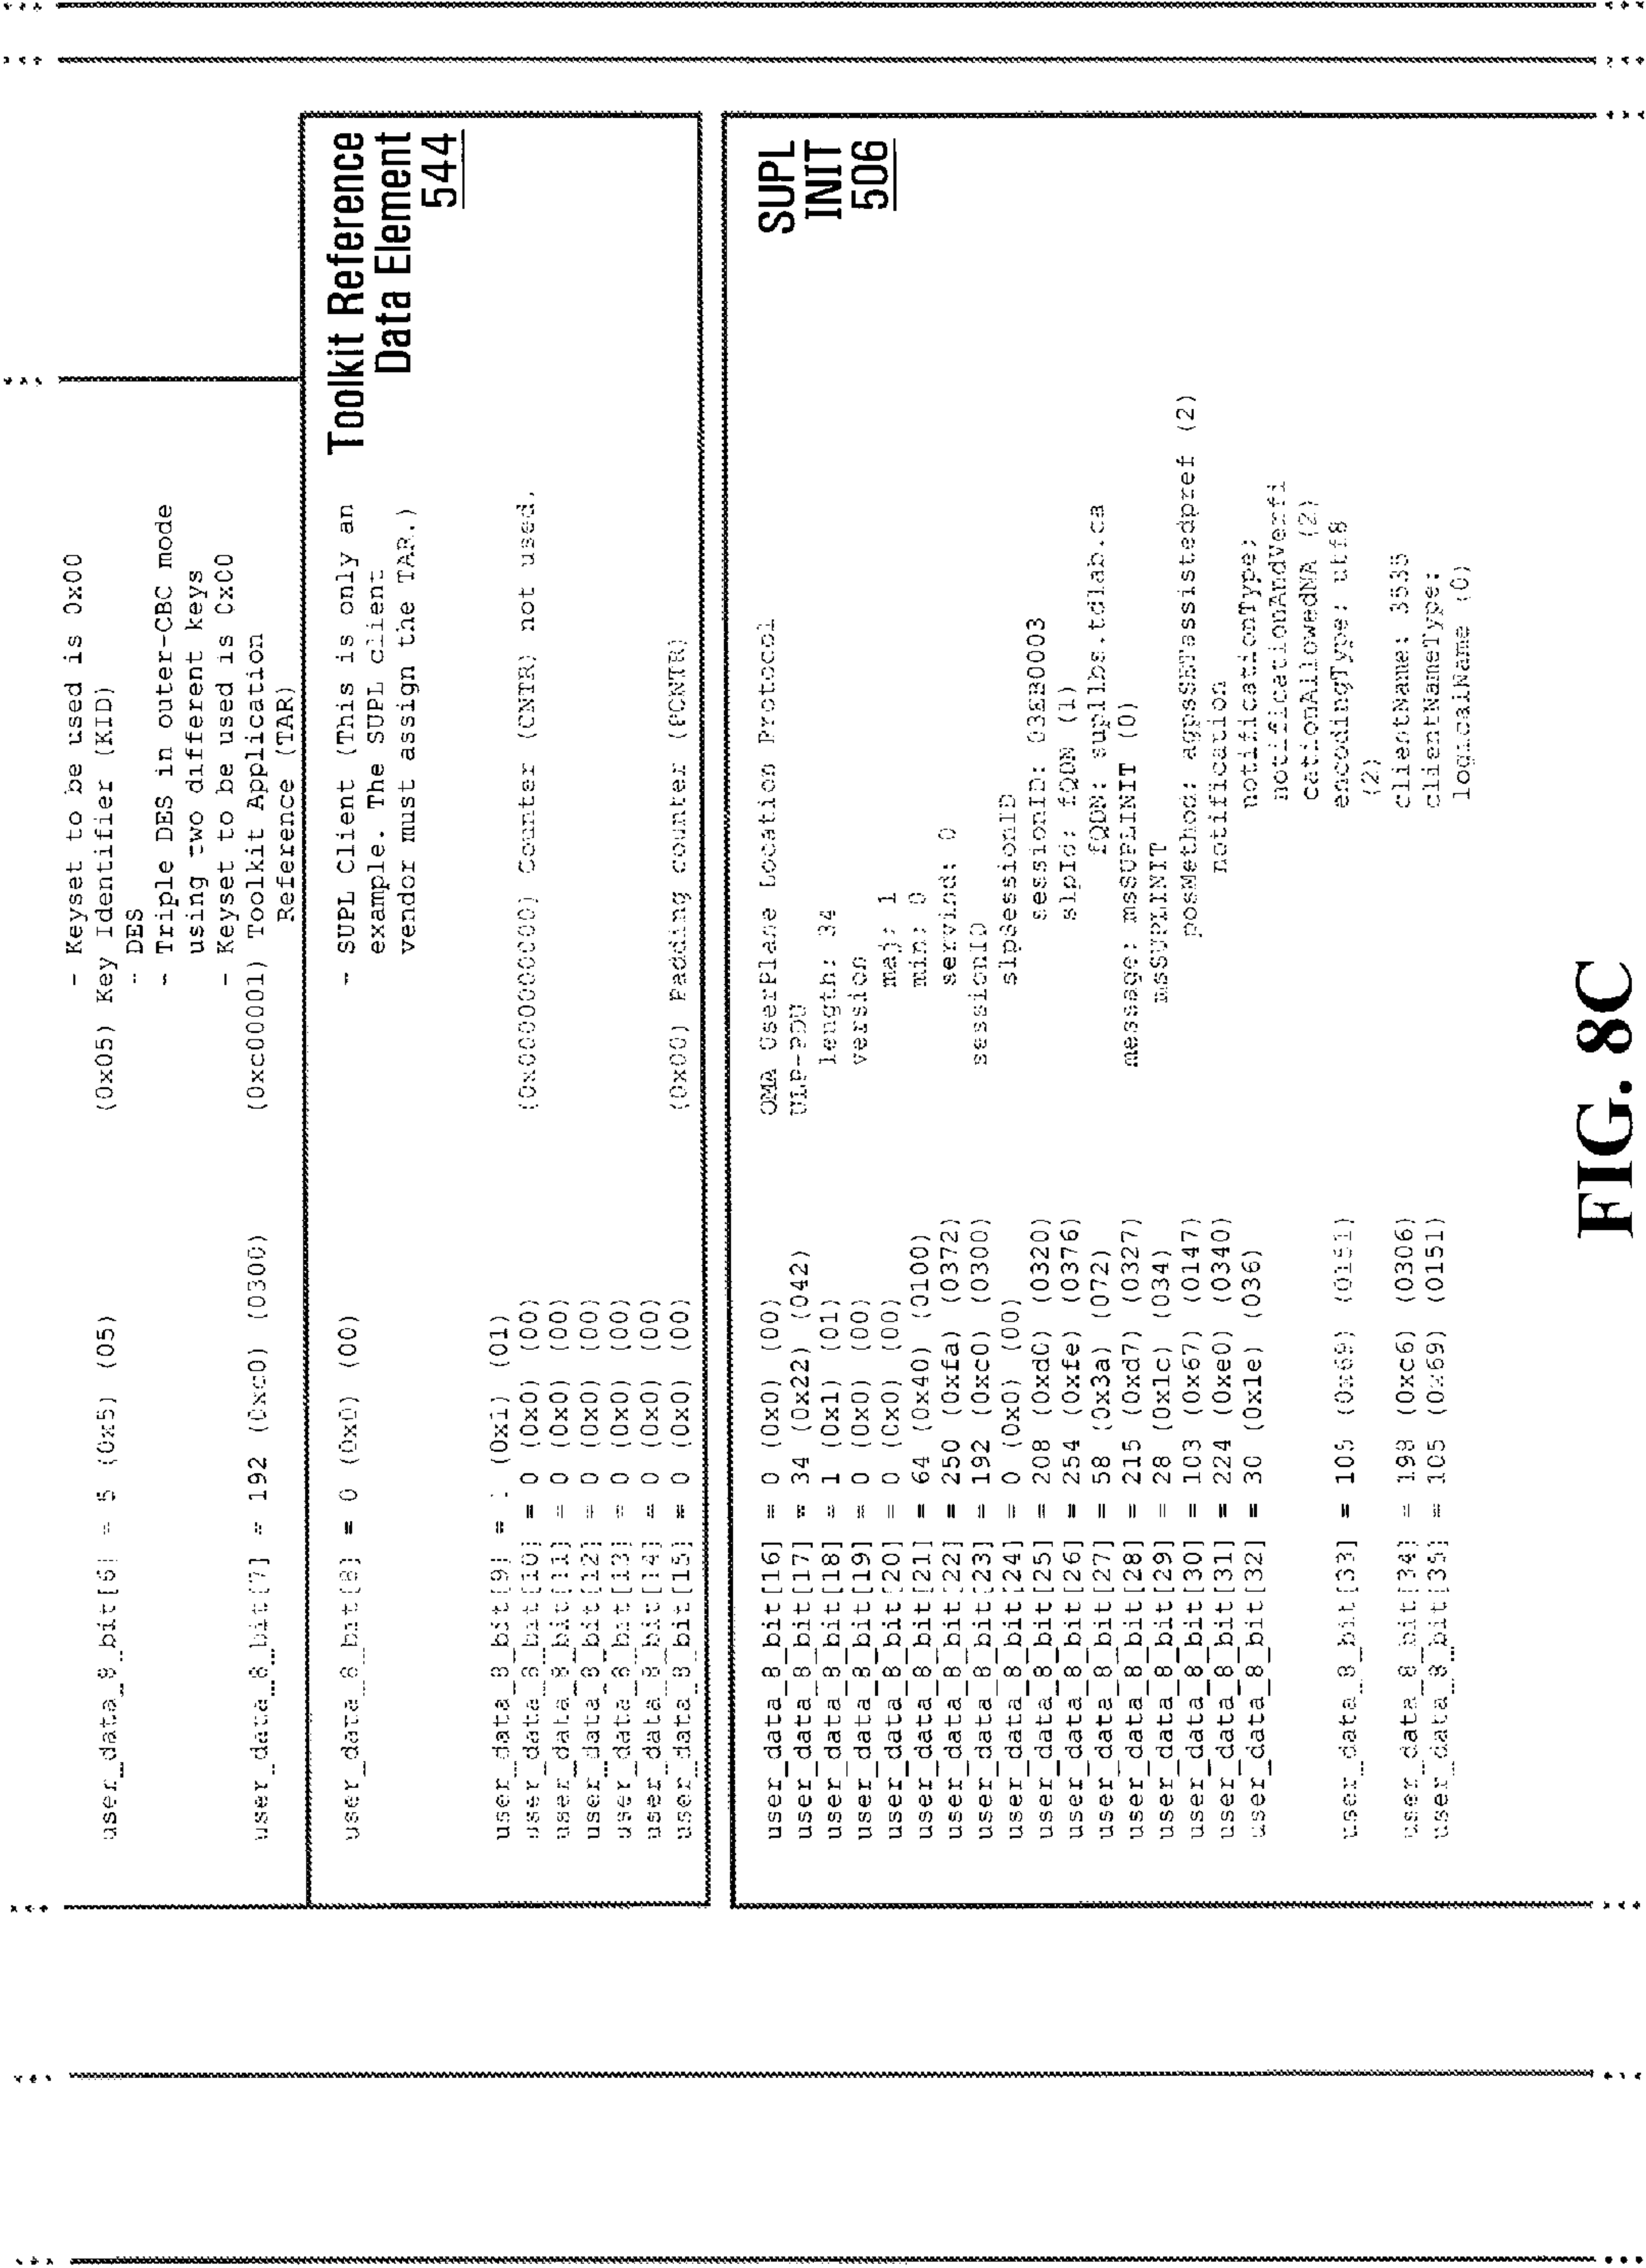 - Keyset to be used is 0x00
user_data_8_bit[6] = 5 (0x5) (05) (0x05) Key Identifier (KID)
- DES
- Triple DES in outer-CBC mode
using two different keys
- Keyset to be used is 0x00
user_data_8_bit[7] = 192 (0xc0) (0300) (0xc00001) Toolkit Application
Reference (TAR)
Toolkit Reference
Data Element
544
user_data_8_bit[8] = 0 (0x0) (00) - SUPL Client (This is only an
example. The SUPL client
vendor must assign the TAR.)
user_data_8_bit[9] = 1 (0x1) (01)
user_data_8_bit[10] = 0 (0x0) (00) (0x0000000000) Counter (CNTR) not used.
user_data_8_bit[11] = 0 (0x0) (00)
user_data_8_bit[12] = 0 (0x0) (00)
user_data_8_bit[13] = 0 (0x0) (00)
user_data_8_bit[14] = 0 (0x0) (00)
user_data_8_bit[15] = 0 (0x0) (00) (0x00) Padding counter (PCNTR)
SUPL
INIT
506
user_data_8_bit[16] = 0 (0x0) (00) OMA UserPlane Location Protocol
user_data_8_bit[17] = 34 (0x22) (042) ULP-PDU
user_data_8_bit[18] = 1 (0x1) (01) length: 34
user_data_8_bit[19] = 0 (0x0) (00) version
user_data_8_bit[20] = 0 (0x0) (00) maj: 1
user_data_8_bit[21] = 64 (0x40) (0100) min: 0
user_data_8_bit[22] = 250 (0xfa) (0372) servind: 0
user_data_8_bit[23] = 192 (0xc0) (0300) sessionID
user_data_8_bit[24] = 0 (0x0) (00) slpSessionID
user_data_8_bit[25] = 208 (0xd0) (0320) sessionID: 03EB0003
user_data_8_bit[26] = 254 (0xfe) (0376) slpId: fQDN (1)
user_data_8_bit[27] = 58 (0x3a) (072) fQDN: supllbs.tdlab.ca
user_data_8_bit[28] = 215 (0xd7) (0327) message: msSUPLINIT (0)
user_data_8_bit[29] = 28 (0x1c) (034) msSUPLINIT
user_data_8_bit[30] = 103 (0x67) (0147) posMethod: agpsSETassistedpref (2)
user_data_8_bit[31] = 224 (0xe0) (0340) notification
user_data_8_bit[32] = 30 (0x1e) (036) notificationType:
notificationAndVerifi
cationAllowedNA (2)
user_data_8_bit[33] = 105 (0x69) (0151) encodingType: utf8
(2)
user_data_8_bit[34] = 198 (0xc6) (0306) clientName: 3535
user_data_8_bit[35] = 105 (0x69) (0151) clientNameType:
logicalName (0)
FIG. 8C